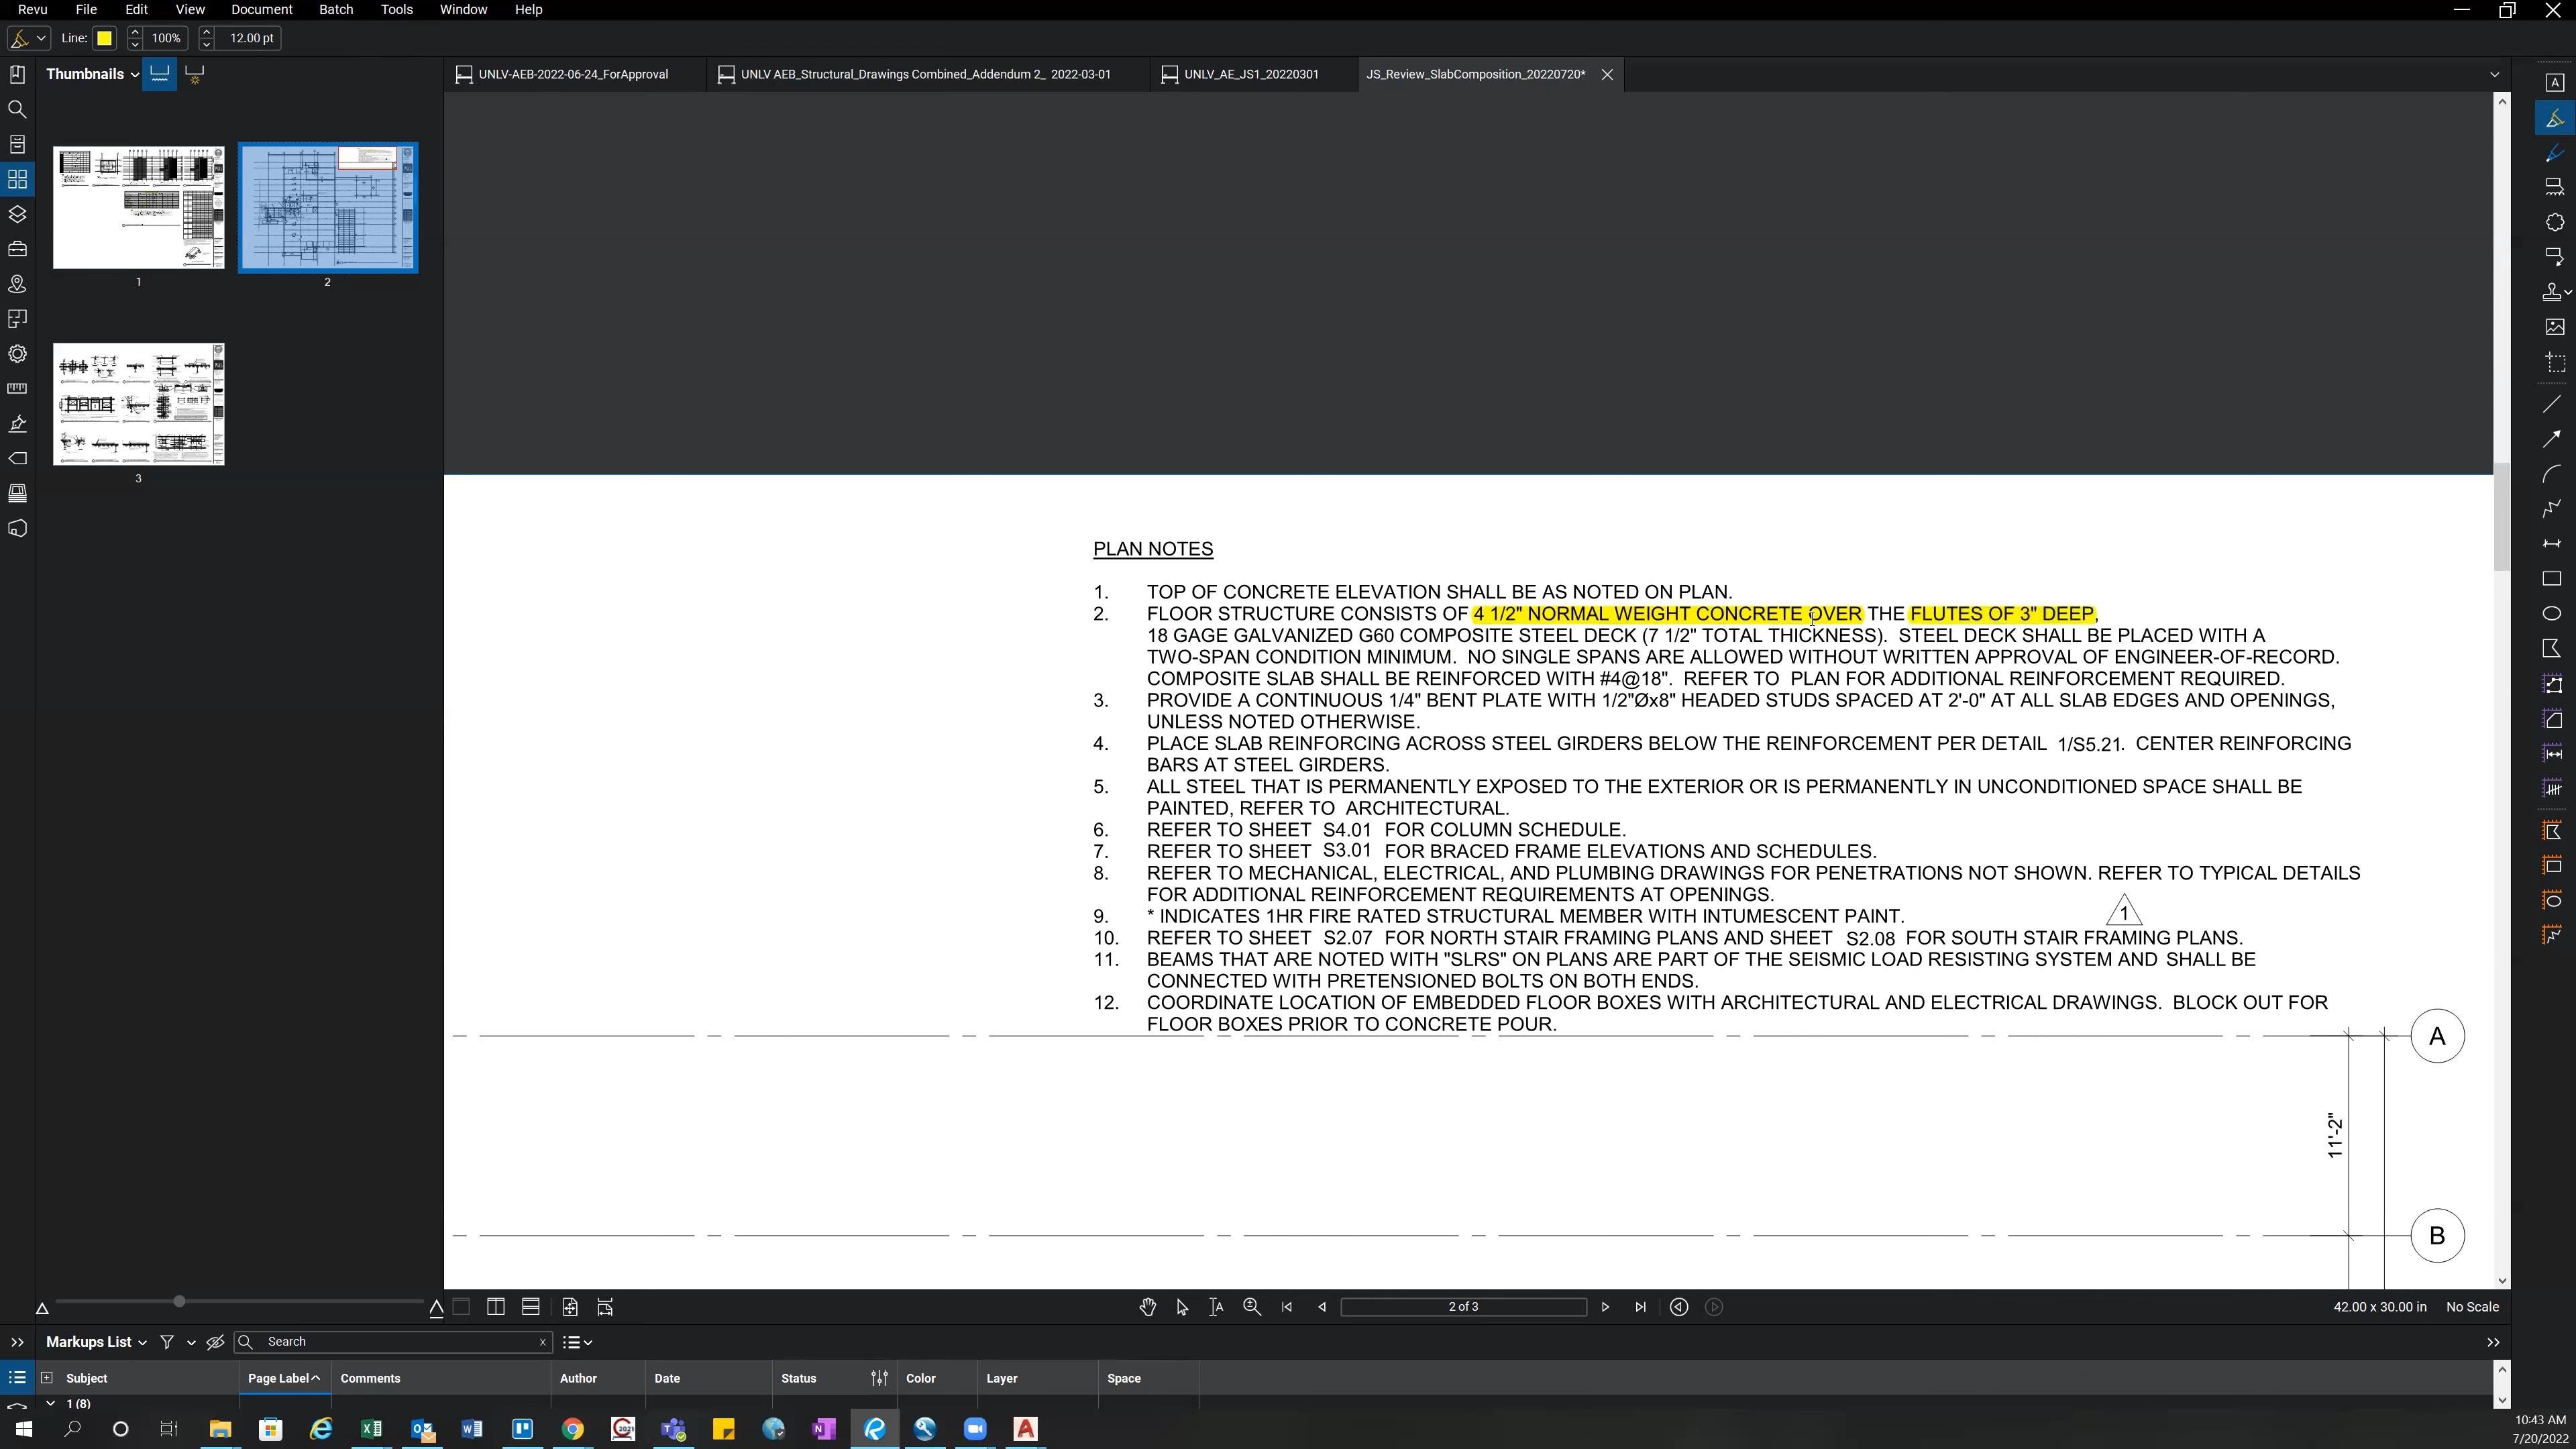 Revu File Edit View Document Batch Tools Window Help
Line: 100% 12.00 pt
Thumbnails
UNLV-AEB-2022-06-24_ForApproval UNLV AEB_Structural_Drawings Combined_Addendum 2_ 2022-03-01 UNLV_AE_JS1_20220301 JS_Review_SlabComposition_20220720*
1
2
3
PLAN NOTES
1. TOP OF CONCRETE ELEVATION SHALL BE AS NOTED ON PLAN.
2. FLOOR STRUCTURE CONSISTS OF 4 1/2" NORMAL WEIGHT CONCRETE OVER THE FLUTES OF 3" DEEP,
18 GAGE GALVANIZED G60 COMPOSITE STEEL DECK (7 1/2" TOTAL THICKNESS). STEEL DECK SHALL BE PLACED WITH A
TWO-SPAN CONDITION MINIMUM. NO SINGLE SPANS ARE ALLOWED WITHOUT WRITTEN APPROVAL OF ENGINEER-OF-RECORD.
COMPOSITE SLAB SHALL BE REINFORCED WITH #4@18". REFER TO PLAN FOR ADDITIONAL REINFORCEMENT REQUIRED.
3. PROVIDE A CONTINUOUS 1/4" BENT PLATE WITH 1/2"Øx8" HEADED STUDS SPACED AT 2'-0" AT ALL SLAB EDGES AND OPENINGS,
UNLESS NOTED OTHERWISE.
4. PLACE SLAB REINFORCING ACROSS STEEL GIRDERS BELOW THE REINFORCEMENT PER DETAIL 1/S5.21. CENTER REINFORCING
BARS AT STEEL GIRDERS.
5. ALL STEEL THAT IS PERMANENTLY EXPOSED TO THE EXTERIOR OR IS PERMANENTLY IN UNCONDITIONED SPACE SHALL BE
PAINTED, REFER TO ARCHITECTURAL.
6. REFER TO SHEET S4.01 FOR COLUMN SCHEDULE.
7. REFER TO SHEET S3.01 FOR BRACED FRAME ELEVATIONS AND SCHEDULES.
8. REFER TO MECHANICAL, ELECTRICAL, AND PLUMBING DRAWINGS FOR PENETRATIONS NOT SHOWN. REFER TO TYPICAL DETAILS
FOR ADDITIONAL REINFORCEMENT REQUIREMENTS AT OPENINGS.
9. * INDICATES 1HR FIRE RATED STRUCTURAL MEMBER WITH INTUMESCENT PAINT.
1
10. REFER TO SHEET S2.07 FOR NORTH STAIR FRAMING PLANS AND SHEET S2.08 FOR SOUTH STAIR FRAMING PLANS.
11. BEAMS THAT ARE NOTED WITH "SLRS" ON PLANS ARE PART OF THE SEISMIC LOAD RESISTING SYSTEM AND SHALL BE
CONNECTED WITH PRETENSIONED BOLTS ON BOTH ENDS.
12. COORDINATE LOCATION OF EMBEDDED FLOOR BOXES WITH ARCHITECTURAL AND ELECTRICAL DRAWINGS. BLOCK OUT FOR
FLOOR BOXES PRIOR TO CONCRETE POUR.
A
11'-2"
B
2 of 3
42.00 x 30.00 in No Scale
Markups List Search x
Subject Page Label Comments Author Date Status Color Layer Space
1 (8)
10:43 AM
7/20/2022